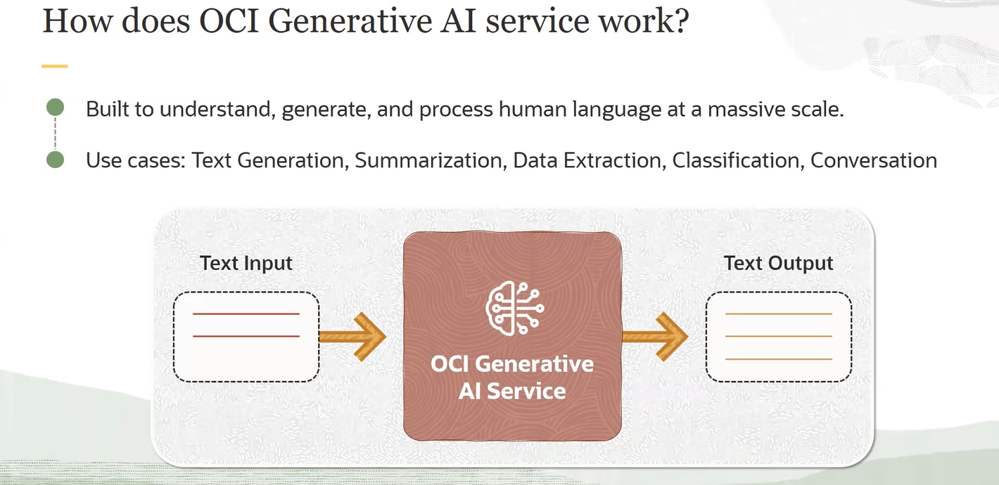 How does OCI Generative AI service work?
Built to understand, generate, and process human language at a massive scale.
Use cases: Text Generation, Summarization, Data Extraction, Classification, Conversation
Text Input
Text Output
OCI Generative
AI Service